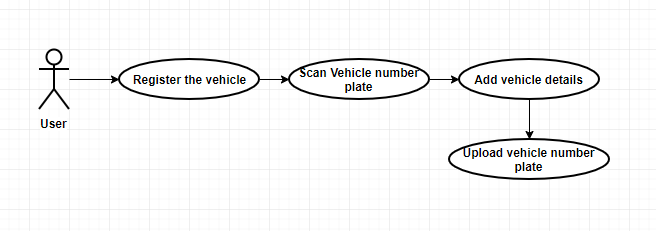 Register the vehicle
Scan Vehicle number
plate
Add vehicle details
User
Upload vehicle number
plate